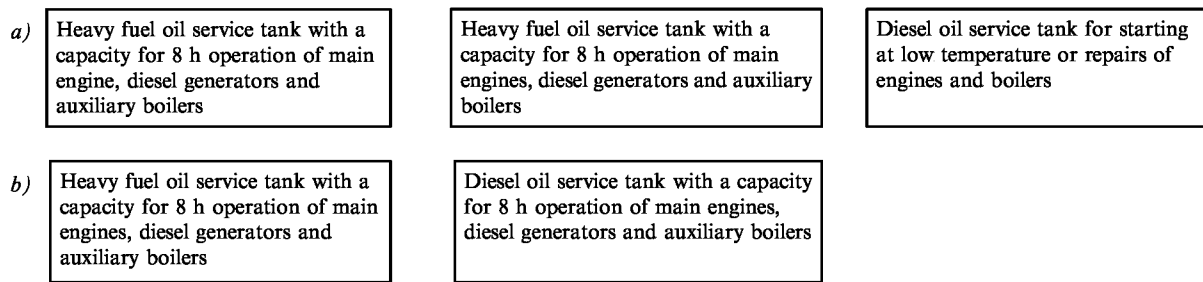 a)
Heavy fuel oil service tank with a
capacity for 8 h operation of main
engine, diesel generators and
auxiliary boilers
Heavy fuel oil service tank with a
capacity for 8 h operation of main
engines, diesel generators and auxiliary
boilers
Diesel oil service tank for starting
at low temperature or repairs of
engines and boilers
b)
Heavy fuel oil service tank with a
capacity for 8 h operation of main
engines, diesel generators and
auxiliary boilers
Diesel oil service tank with a capacity
for 8 h operation of main engines,
diesel generators and auxiliary boilers